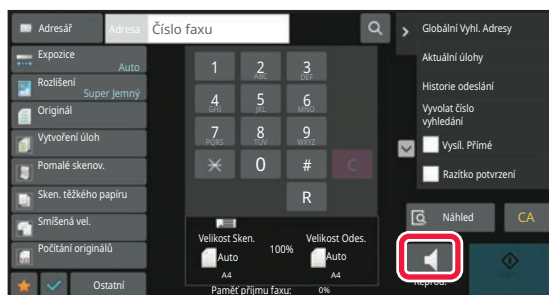 Adresář
Adresa
Číslo faxu
Expozice
Auto
Rozlišení
Super Jemný
Originál
Vytvoření úloh
Pomalé skenov.
Sken. těžkého papíru
Smíšená vel.
Počítání originálů
Ostatní
1
2
ABC
3
DEF
4
GHI
5
JKL
6
MNO
7
PQRS
8
TUV
9
WXYZ
0
#
C
R
Velikost Sken.
100%
Velikost Odes.
Auto
Auto
A4
A4
Paměť příjmu faxu: 0%
Globální Vyhl. Adresy
Aktuální úlohy
Historie odeslání
Vyvolat číslo
vyhledání
Vysíl. Přímé
Razítko potvrzení
Náhled
CA
Reprod.
Start